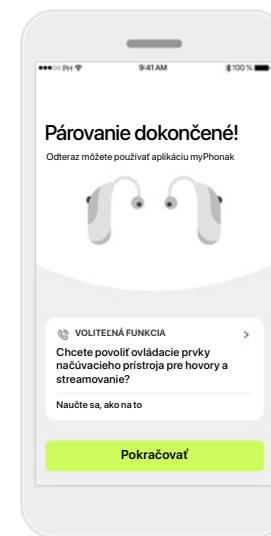 PH 9:41 AM 100 %
Párovanie dokončené!
Odteraz môžete používať aplikáciu myPhonak
VOLITEĽNÁ FUNKCIA
Chcete povoliť ovládacie prvky
načúvacieho prístroja pre hovory a
streamovanie?
Naučte sa, ako na to
Pokračovať